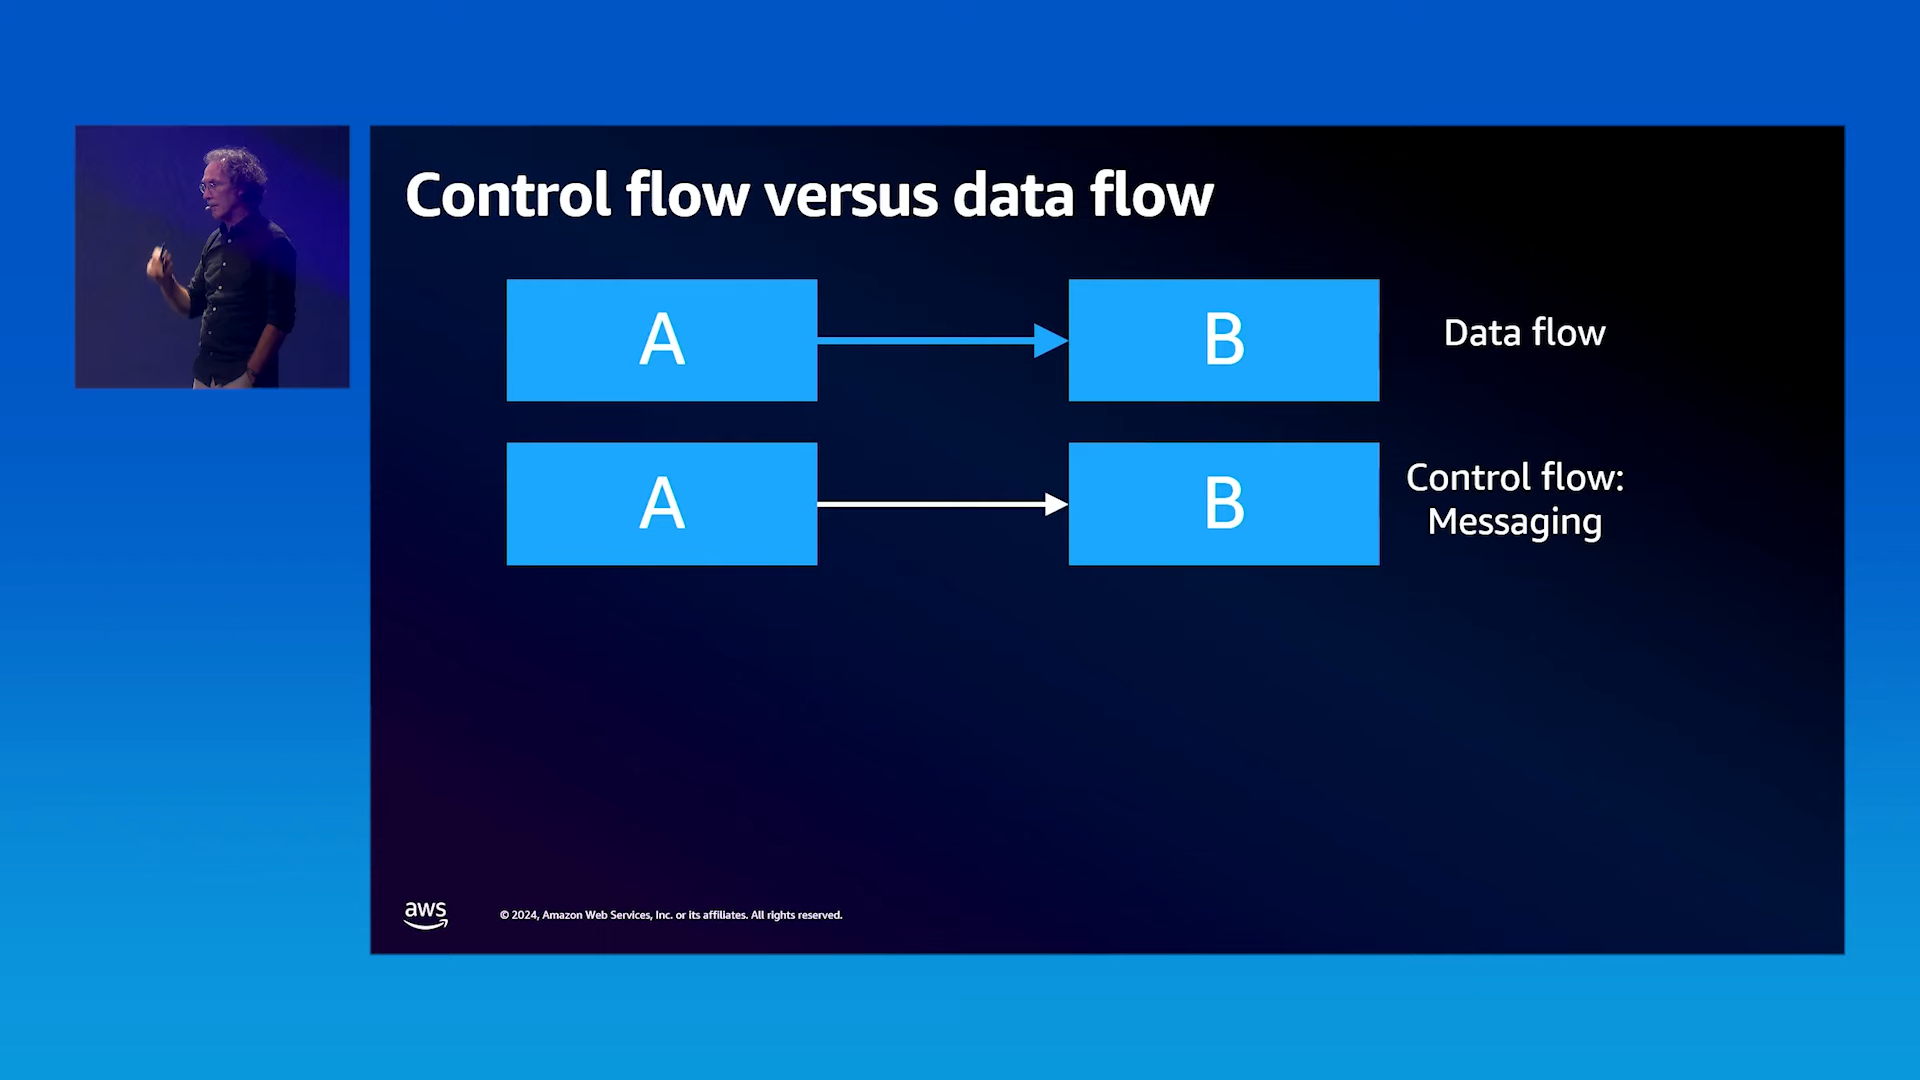 Control flow versus data flow
A
B
Data flow
A
B
Control flow:
Messaging
aws
© 2024, Amazon Web Services, Inc. or its affiliates. All rights reserved.